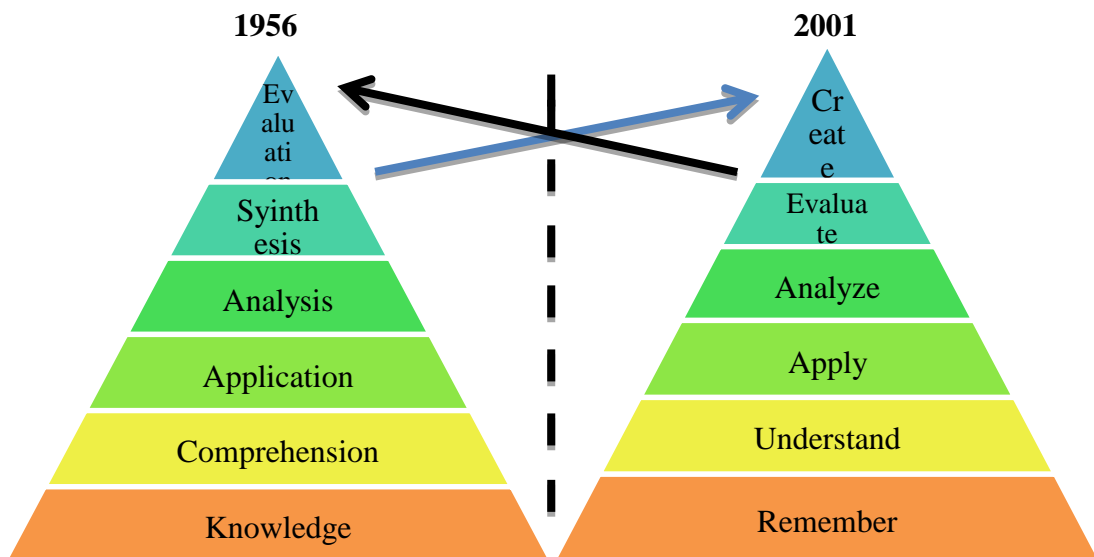 1956
Ev
alu
ati
on
Syinth
esis
Analysis
Application
Comprehension
Knowledge
2001
Cr
eat
e
Evalua
te
Analyze
Apply
Understand
Remember